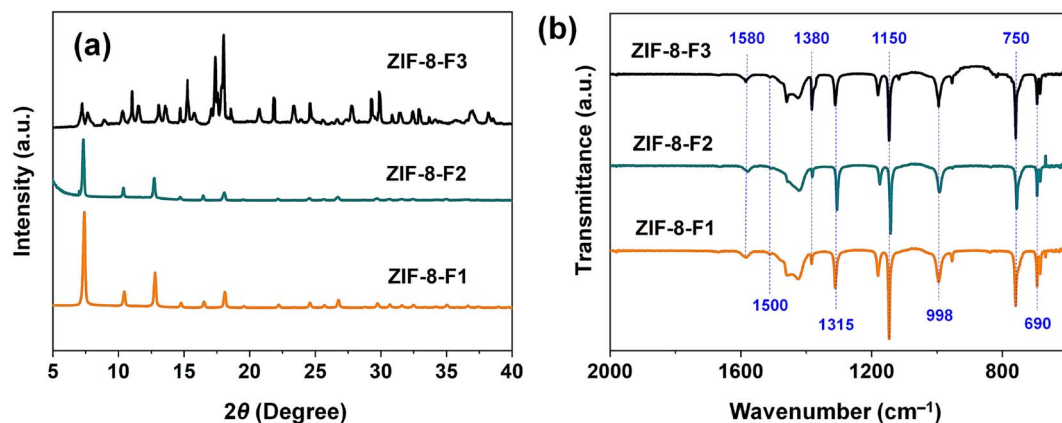 (a)
ZIF-8-F3
ZIF-8-F2
ZIF-8-F1
Intensity (a.u.)
5 10 15 20 25 30 35 40
2θ (Degree)
(b)
1580 1380 1150 750
ZIF-8-F3
ZIF-8-F2
ZIF-8-F1
1500 1315 998 690
Transmittance (a.u.)
2000 1600 1200 800
Wavenumber (cm⁻¹)